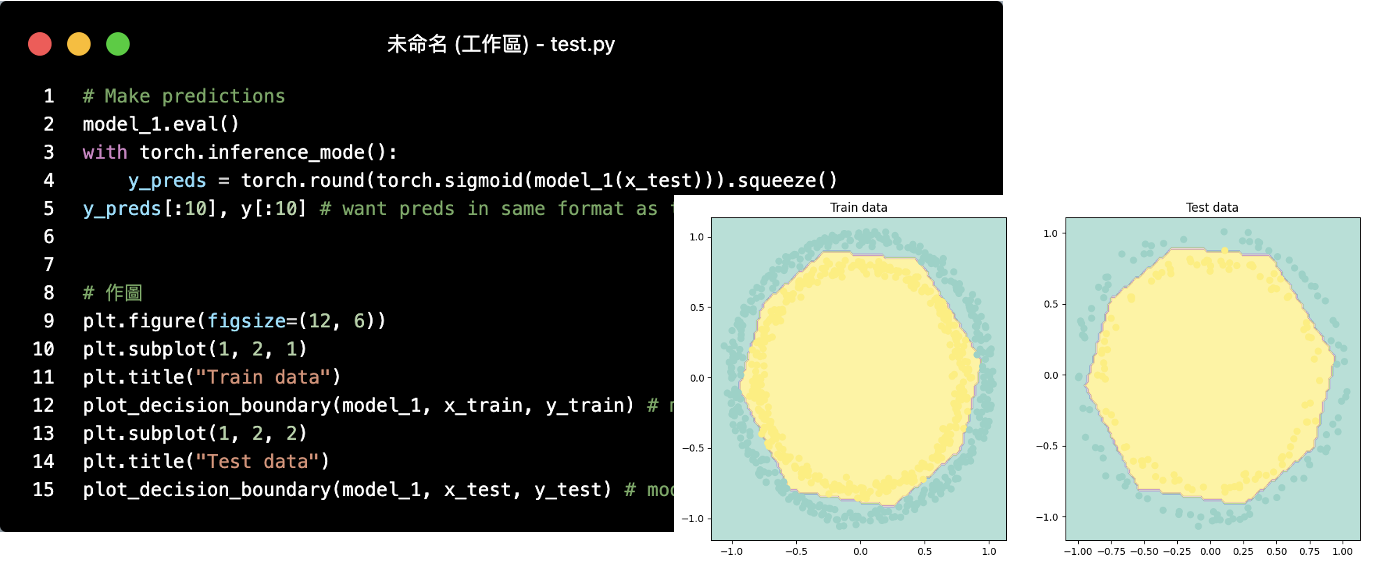 未命名 (工作區) - test.py
1 # Make predictions
2 model_1.eval()
3 with torch.inference_mode():
4     y_preds = torch.round(torch.sigmoid(model_1(x_test))).squeeze()
5 y_preds[:10], y[:10] # want preds in same format as
6
7
8 # 作圖
9 plt.figure(figsize=(12, 6))
10 plt.subplot(1, 2, 1)
11 plt.title("Train data")
12 plot_decision_boundary(model_1, x_train, y_train) #
13 plt.subplot(1, 2, 2)
14 plt.title("Test data")
15 plot_decision_boundary(model_1, x_test, y_test) #
Train data
1.0
0.5
0.0
−0.5
−1.0
−1.0 −0.5 0.0 0.5 1.0
Test data
1.0
0.5
0.0
−0.5
−1.0
−1.00 −0.75 −0.50 −0.25 0.00 0.25 0.50 0.75 1.00